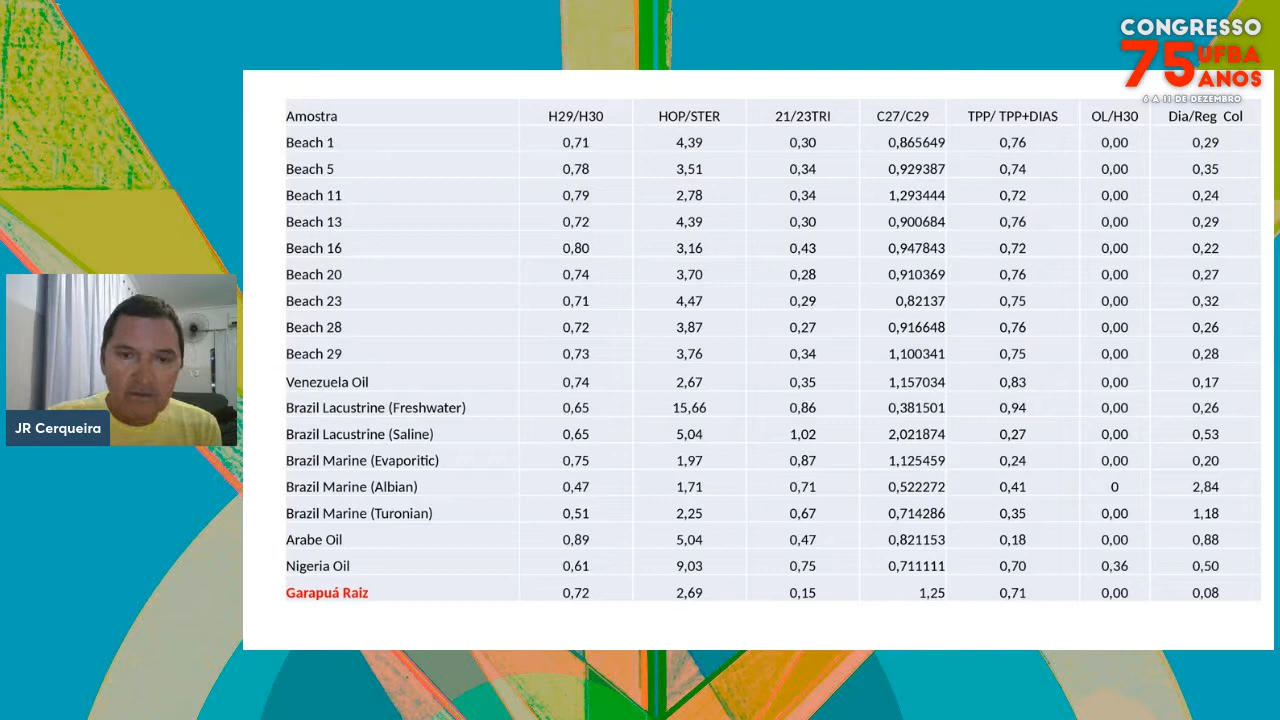 CONGRESSO
75 UFBA
ANOS
6 A 11 DE DEZEMBRO
Amostra H29/H30 HOP/STER 21/23TRI C27/C29 TPP/ TPP+DIAS OL/H30 Dia/Reg Col
Beach 1 0,71 4,39 0,30 0,865649 0,76 0,00 0,29
Beach 5 0,78 3,51 0,34 0,929387 0,74 0,00 0,35
Beach 11 0,79 2,78 0,34 1,293444 0,72 0,00 0,24
Beach 13 0,72 4,39 0,30 0,900684 0,76 0,00 0,29
Beach 16 0,80 3,16 0,43 0,947843 0,72 0,00 0,22
Beach 20 0,74 3,70 0,28 0,910369 0,76 0,00 0,27
Beach 23 0,71 4,47 0,29 0,82137 0,75 0,00 0,32
Beach 28 0,72 3,87 0,27 0,916648 0,76 0,00 0,26
Beach 29 0,73 3,76 0,34 1,100341 0,75 0,00 0,28
Venezuela Oil 0,74 2,67 0,35 1,157034 0,83 0,00 0,17
Brazil Lacustrine (Freshwater) 0,65 15,66 0,86 0,381501 0,94 0,00 0,26
Brazil Lacustrine (Saline) 0,65 5,04 1,02 2,021874 0,27 0,00 0,53
Brazil Marine (Evaporitic) 0,75 1,97 0,87 1,125459 0,24 0,00 0,20
Brazil Marine (Albian) 0,47 1,71 0,71 0,522272 0,41 0 2,84
Brazil Marine (Turonian) 0,51 2,25 0,67 0,714286 0,35 0,00 1,18
Arabe Oil 0,89 5,04 0,47 0,821153 0,18 0,00 0,88
Nigeria Oil 0,61 9,03 0,75 0,711111 0,70 0,36 0,50
Garapuá Raiz 0,72 2,69 0,15 1,25 0,71 0,00 0,08
JR Cerqueira